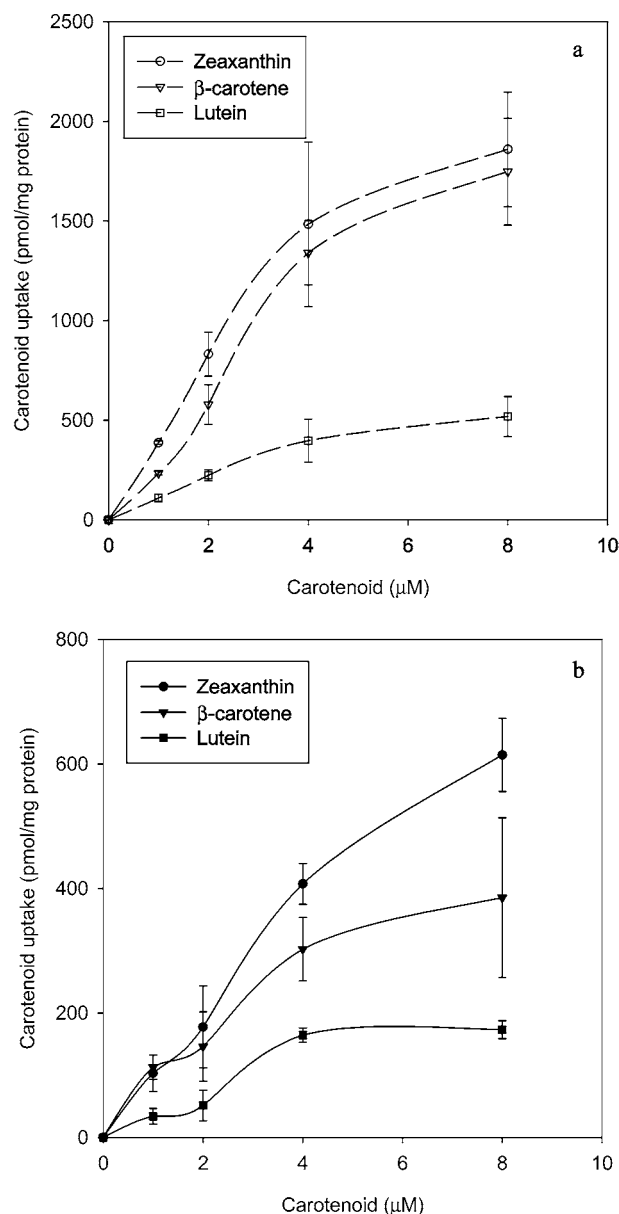 a
Zeaxanthin
β-carotene
Lutein
Carotenoid uptake (pmol/mg protein)
2500
2000
1500
1000
500
0
0 2 4 6 8 10
Carotenoid (μM)
b
Zeaxanthin
β-carotene
Lutein
Carotenoid uptake (pmol/mg protein)
800
600
400
200
0
0 2 4 6 8 10
Carotenoid (μM)